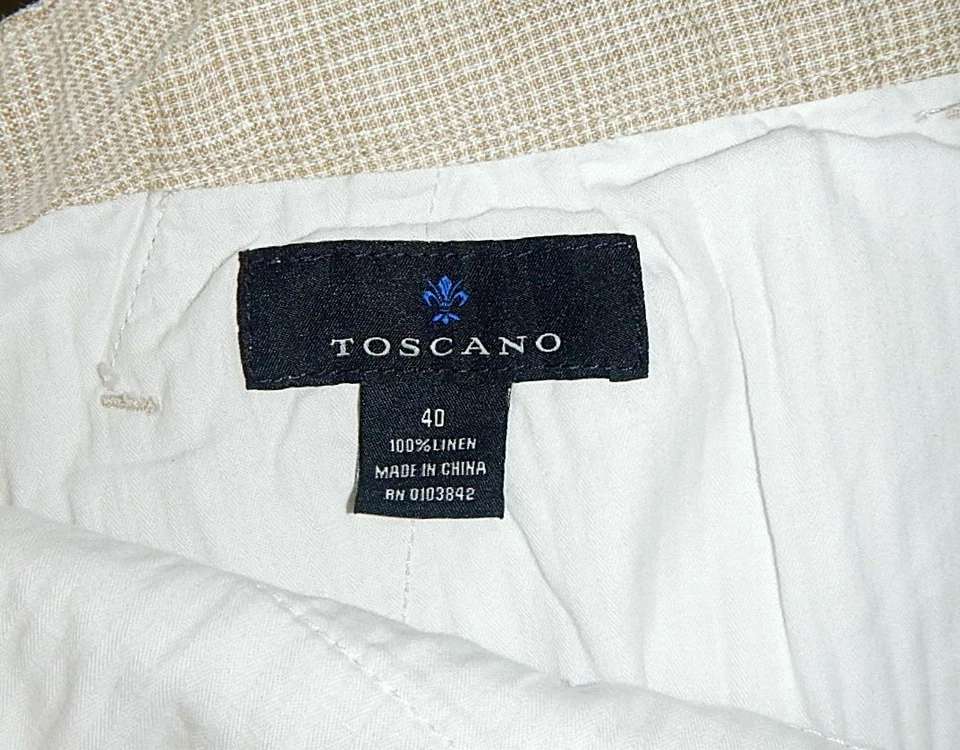 TOSCANO
40
100% LINEN
MADE IN CHINA
RN 0103842